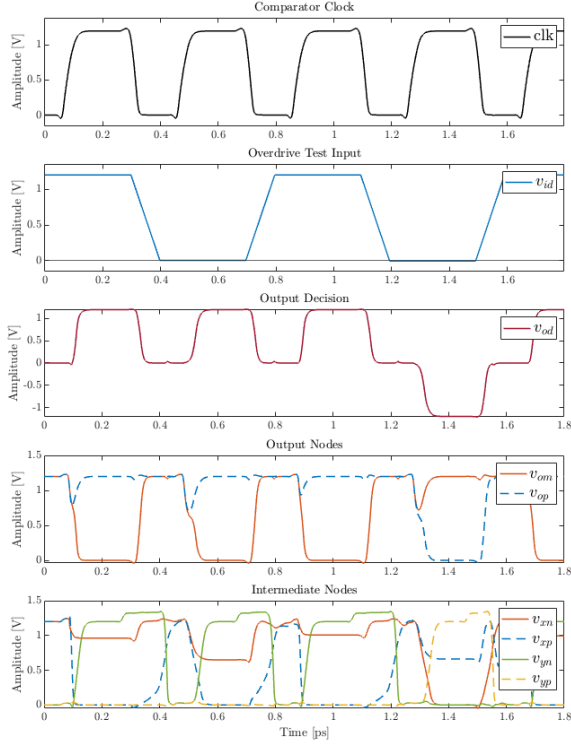 Comparator Clock
Amplitude [V]
1
0.5
0
clk
0 0.2 0.4 0.6 0.8 1 1.2 1.4 1.6
Overdrive Test Input
Amplitude [V]
1
0.5
0
v_id
0 0.2 0.4 0.6 0.8 1 1.2 1.4 1.6
Output Decision
Amplitude [V]
1
0.5
0
-0.5
-1
v_od
0 0.2 0.4 0.6 0.8 1 1.2 1.4 1.6 1.8
Output Nodes
Amplitude [V]
1.5
1
0.5
0
v_om
v_op
0 0.2 0.4 0.6 0.8 1 1.2 1.4 1.6 1.8
Intermediate Nodes
Amplitude [V]
1.5
1
0.5
0
v_xn
v_xp
v_yn
v_yp
0 0.2 0.4 0.6 0.8 1 1.2 1.4 1.6 1.8
Time [ps]